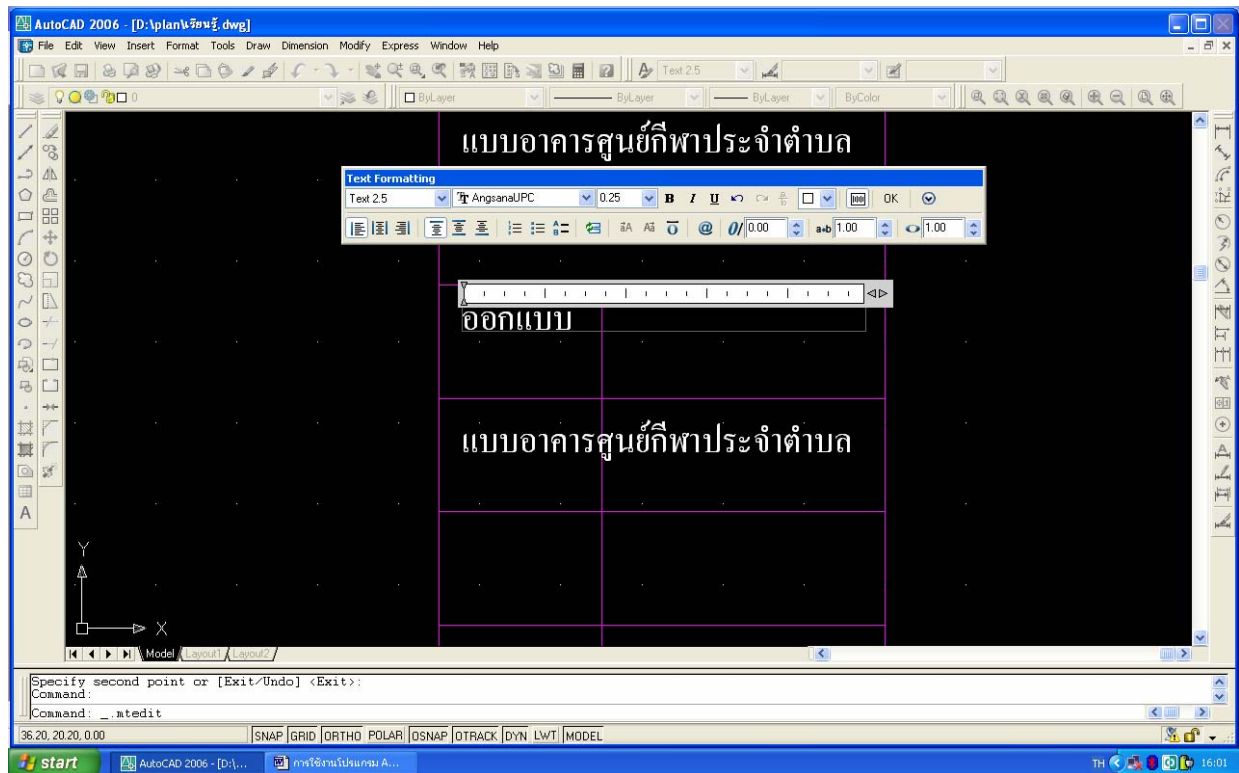 AutoCAD 2006 - [D:\plan\เรียนรู้.dwg]
File Edit View Insert Format Tools Draw Dimension Modify Express Window Help
Text 2.5
0 ByLayer ByLayer ByLayer ByColor
แบบอาคารศูนย์กีฬาประจำตำบล
Text Formatting
Text 2.5 AngsanaUPC 0.25 B I U OK
@ 0/ 0.00 a•b 1.00 1.00
ออกแบบ
แบบอาคารศูนย์กีฬาประจำตำบล
Y
X
A
Model Layout1 Layout2
Specify second point or [Exit/Undo] <Exit>:
Command:
Command: _.mtedit
36.20, 20.20, 0.00 SNAP GRID ORTHO POLAR OSNAP OTRACK DYN LWT MODEL
start AutoCAD 2006 - [D:\... การใช้งานโปรแกรม A... TH 16:01